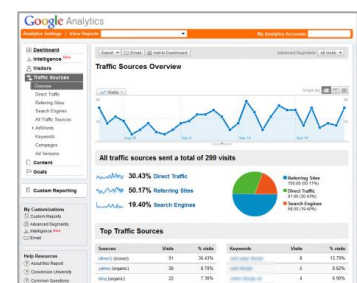 Google Analytics
Analytics Settings | View Reports
My Analytics Accounts:
Dashboard
Intelligence Beta
Visitors
Traffic Sources
Overview
Direct Traffic
Referring Sites
Search Engines
All Traffic Sources
AdWords
Keywords
Campaigns
Ad Versions
Content
Goals
Custom Reporting
My Customizations
Custom Reports
Advanced Segments
Intelligence Beta
Email
Help Resources
About this Report
Conversion University
Common Questions
Export Email Add to Dashboard
Advanced Segments: All Visits
Traffic Sources Overview
Visits
Graph by:
All traffic sources sent a total of 299 visits
30.43% Direct Traffic
50.17% Referring Sites
19.40% Search Engines
Referring Sites
150.00 (50.17%)
Direct Traffic
91.00 (30.43%)
Search Engines
58.00 (19.40%)
Top Traffic Sources
Sources Visits % visits Keywords Visits % visits
(direct) ((none)) 91 30.43% 8 13.79%
yahoo (organic) 26 8.70% 5 8.62%
bing (organic) 22 7.36% 4 6.90%